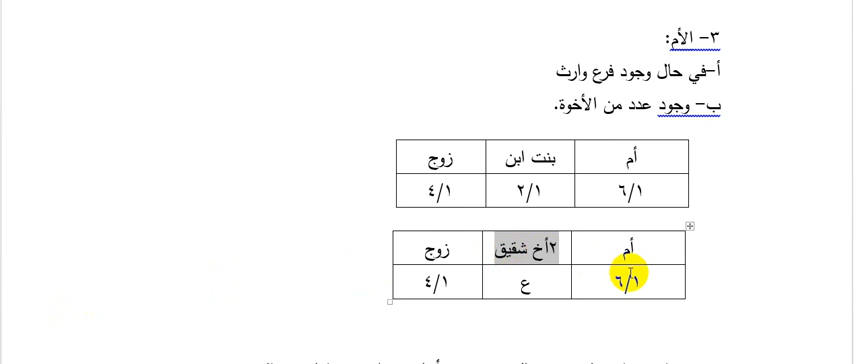 ٣- الأم:
أ-في حال وجود فرع وارث
ب- وجود عدد من الأخوة.
أم بنت ابن زوج
٦/١ ٢/١ ٤/١
أم ٢أخ شقيق زوج
٦/١ ع ٤/١